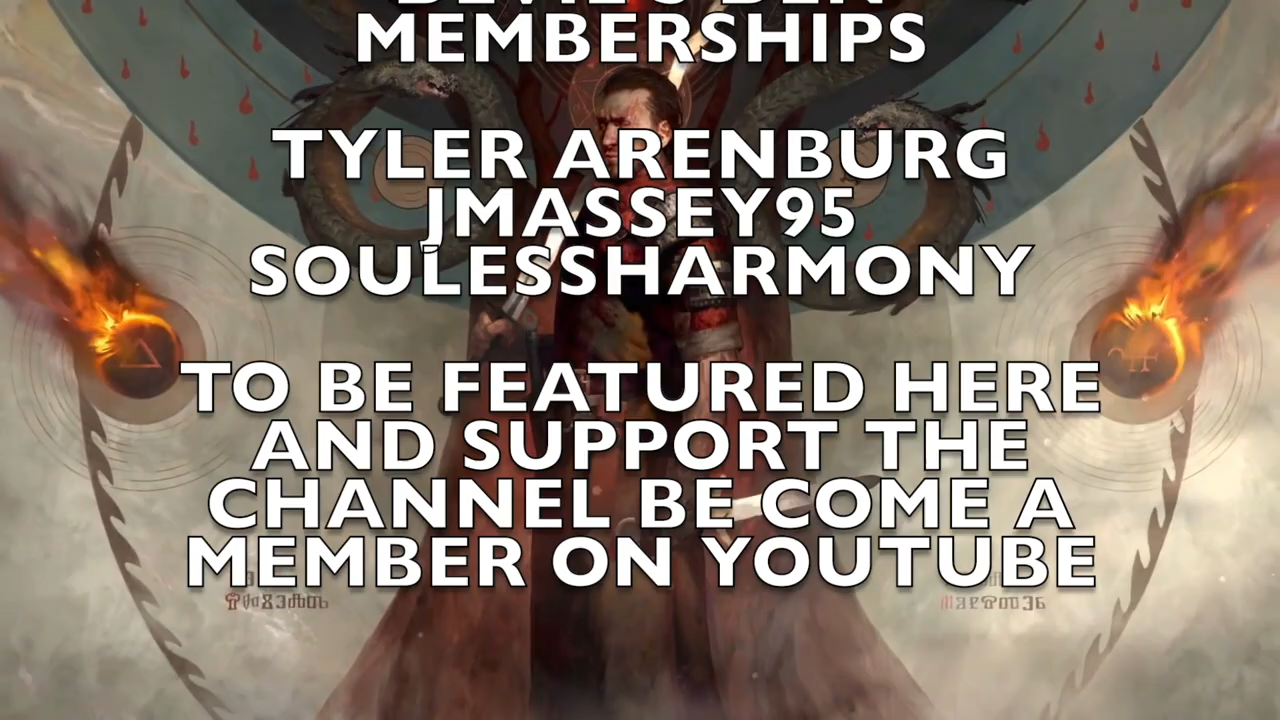 MEMBERSHIPS
TYLER ARENBURG
JMASSEY95
SOULESSHARMONY
TO BE FEATURED HERE
AND SUPPORT THE
CHANNEL BE COME A
MEMBER ON YOUTUBE